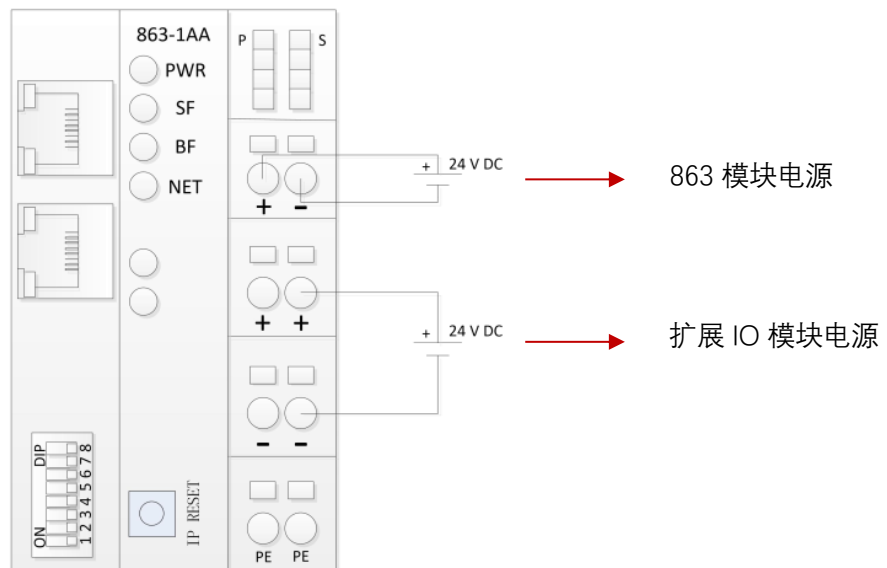 863-1AA
P
S
PWR
SF
BF
NET
+ 24 V DC
863 模块电源
+ -
+ +
+ 24 V DC
扩展 IO 模块电源
- -
DIP
ON
1 2 3 4 5 6 7 8
IP RESET
PE PE